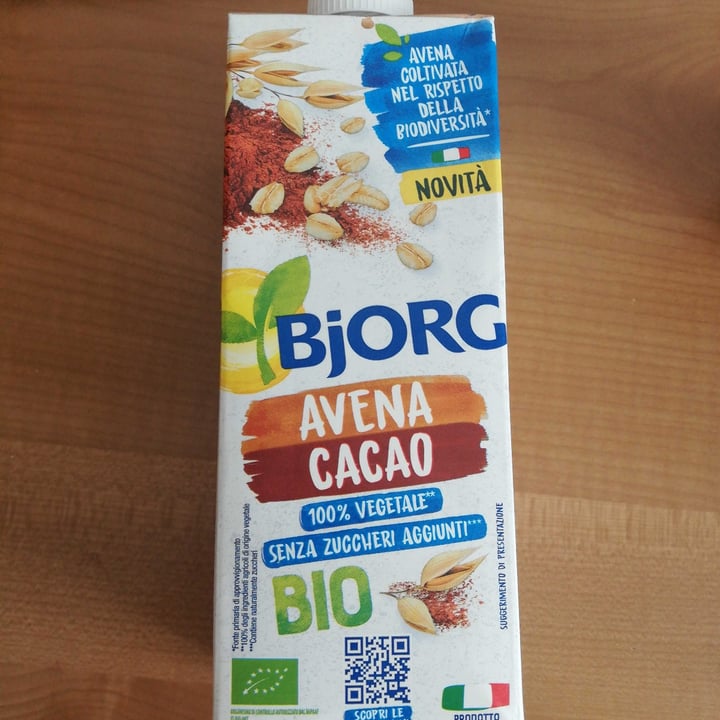 AVENA
COLTIVATA
NEL RISPETTO
DELLA
BIODIVERSITÀ*
NOVITÀ
BjORG
AVENA
CACAO
100% VEGETALE**
SENZA ZUCCHERI AGGIUNTI***
BIO
*Fonte primaria di approvvigionamento
**100% degli ingredienti agricoli di origine vegetale
***Contiene naturalmente zuccheri
SUGGERIMENTO DI PRESENTAZIONE
SCOPRI LE
PRODOTTO